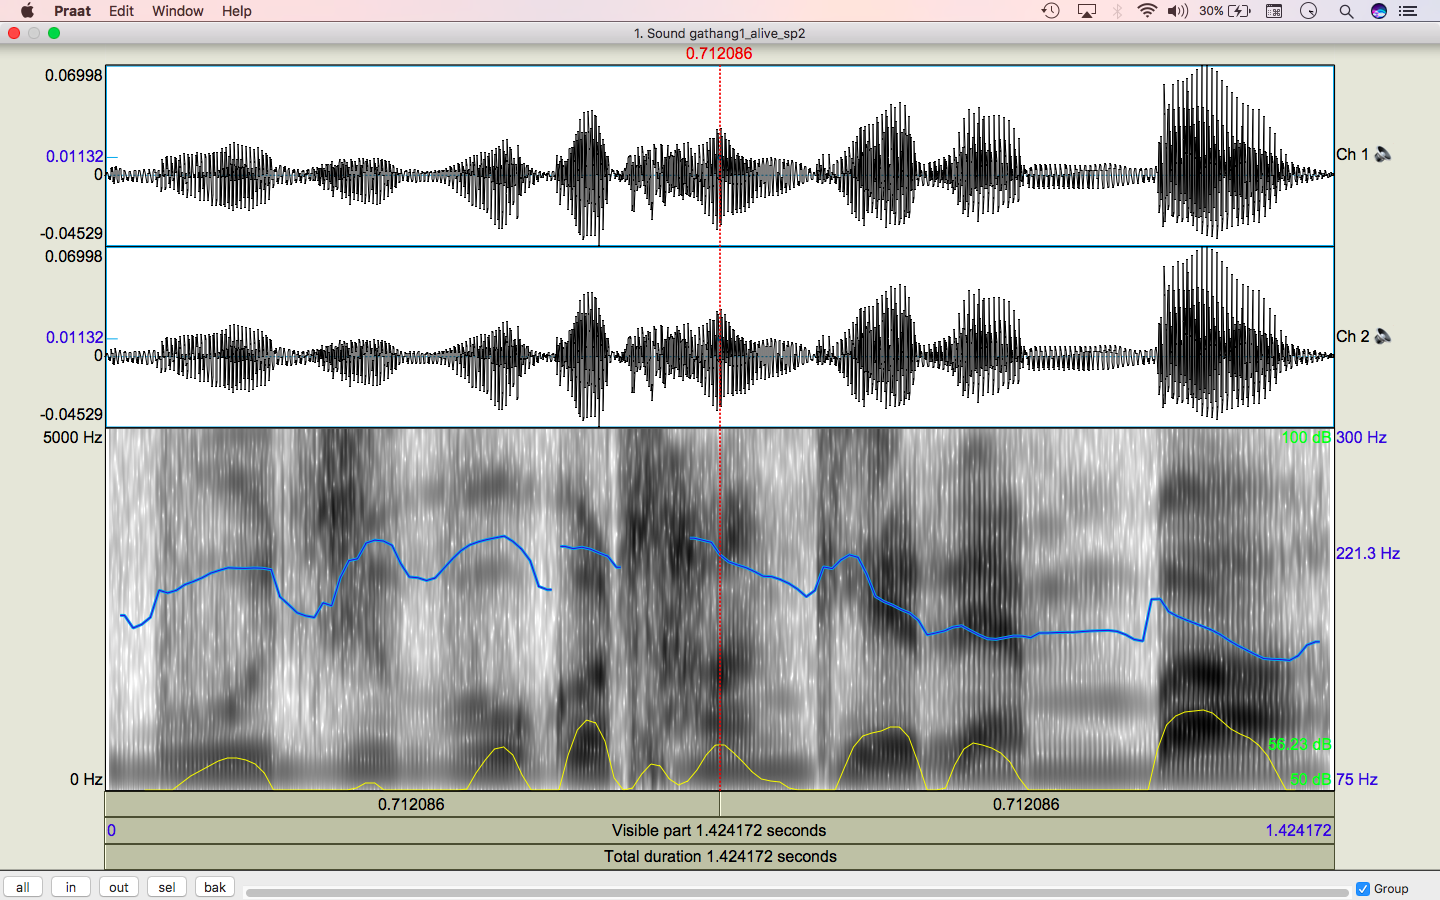 Praat Edit Window Help 30%
1. Sound gathang1_alive_sp2
0.712086
0.06998
0.01132
0
-0.04529
Ch 1
0.06998
0.01132
0
-0.04529
Ch 2
5000 Hz 100 dB 300 Hz
221.3 Hz
56.23 dB
0 Hz 50 dB 75 Hz
0.712086 0.712086
0 Visible part 1.424172 seconds 1.424172
Total duration 1.424172 seconds
all in out sel bak Group